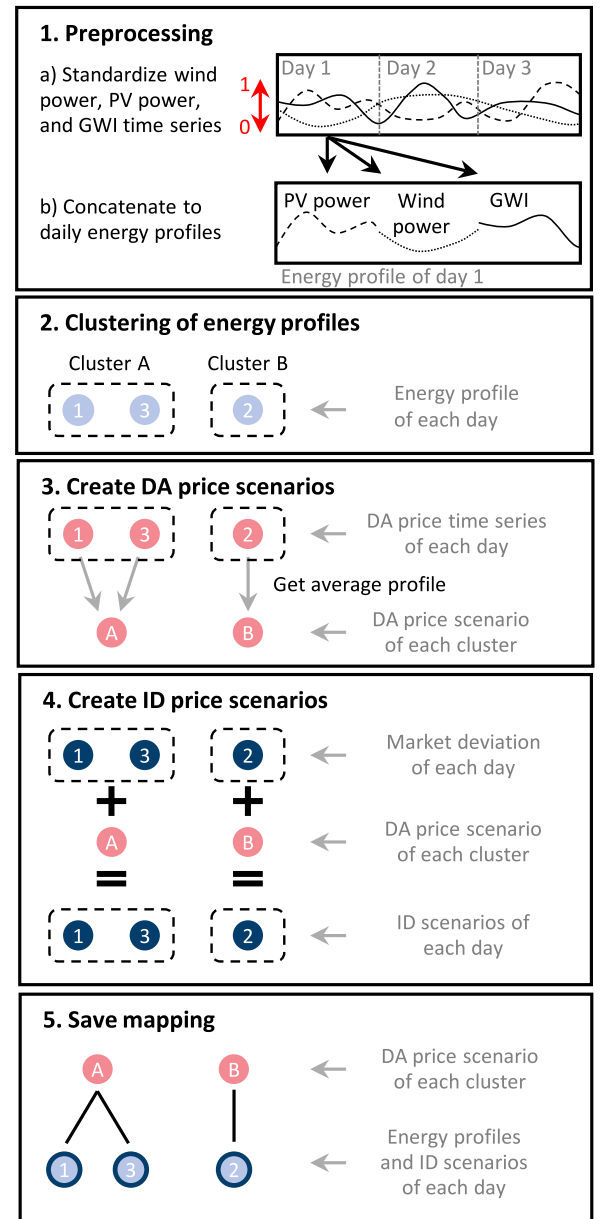 1. Preprocessing
a) Standardize wind
power, PV power,
and GWI time series
1
0
Day 1
Day 2
Day 3
b) Concatenate to
daily energy profiles
PV power
Wind
power
GWI
Energy profile of day 1
2. Clustering of energy profiles
Cluster A
Cluster B
1
3
2
Energy profile
of each day
3. Create DA price scenarios
1
3
2
DA price time series
of each day
Get average profile
A
B
DA price scenario
of each cluster
4. Create ID price scenarios
1
3
2
Market deviation
of each day
+
+
A
B
DA price scenario
of each cluster
=
=
1
3
2
ID scenarios of
each day
5. Save mapping
A
B
DA price scenario
of each cluster
1
3
2
Energy profiles
and ID scenarios
of each day